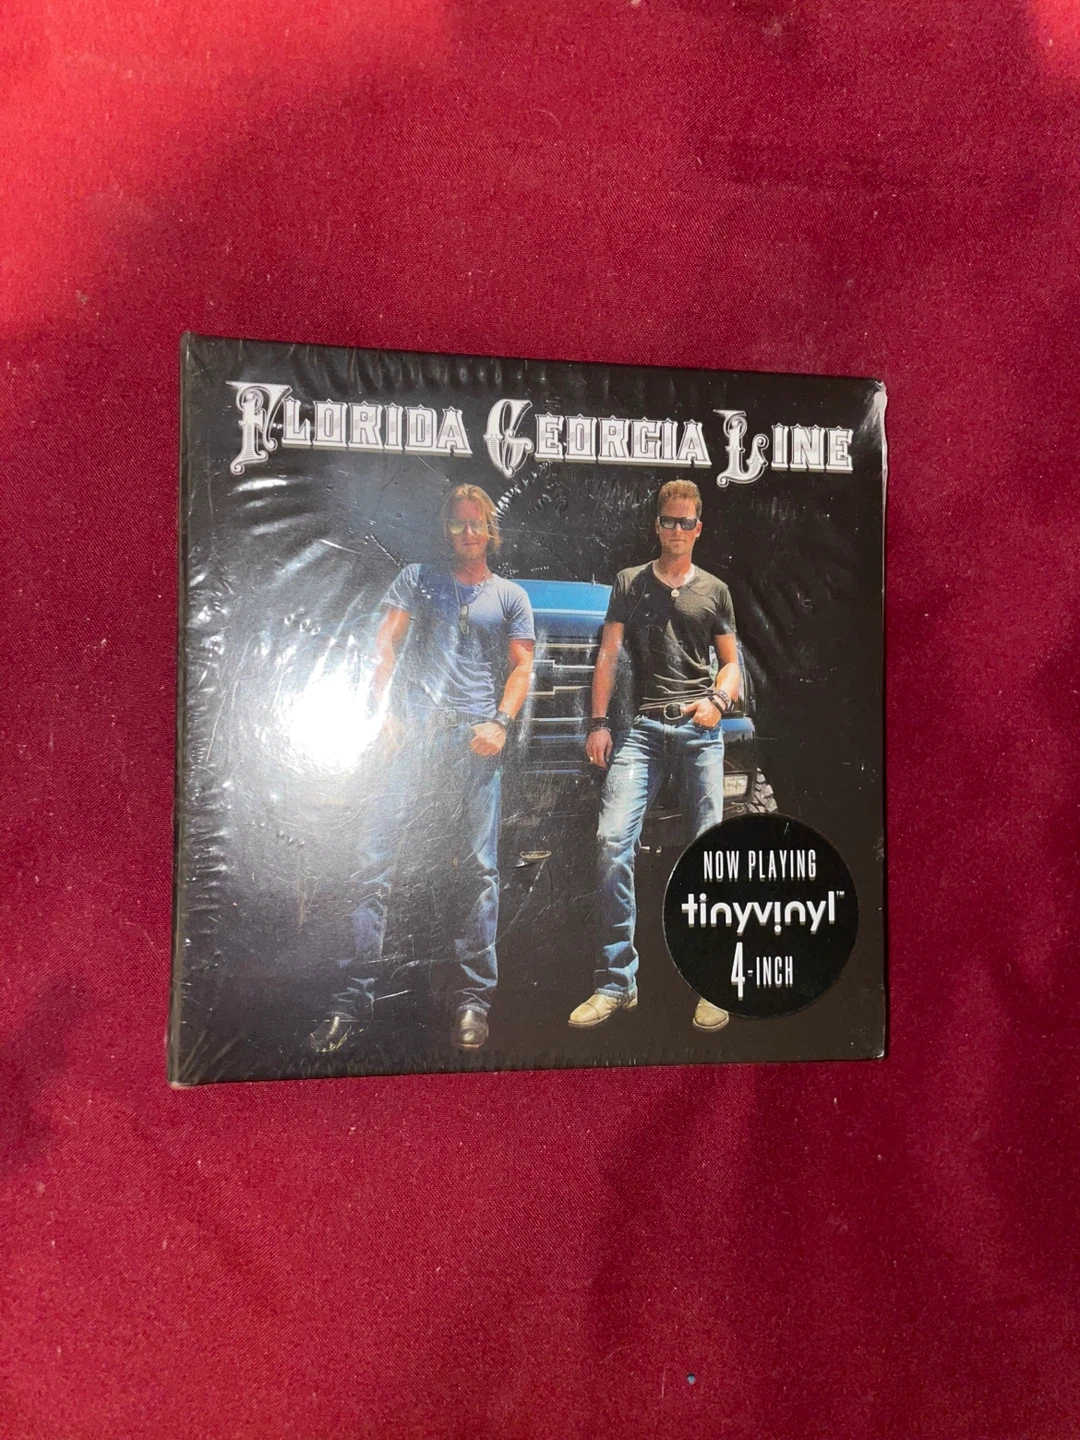 FLORIDA GEORGIA LINE
NOW PLAYING
tinyvinyl™
4-INCH